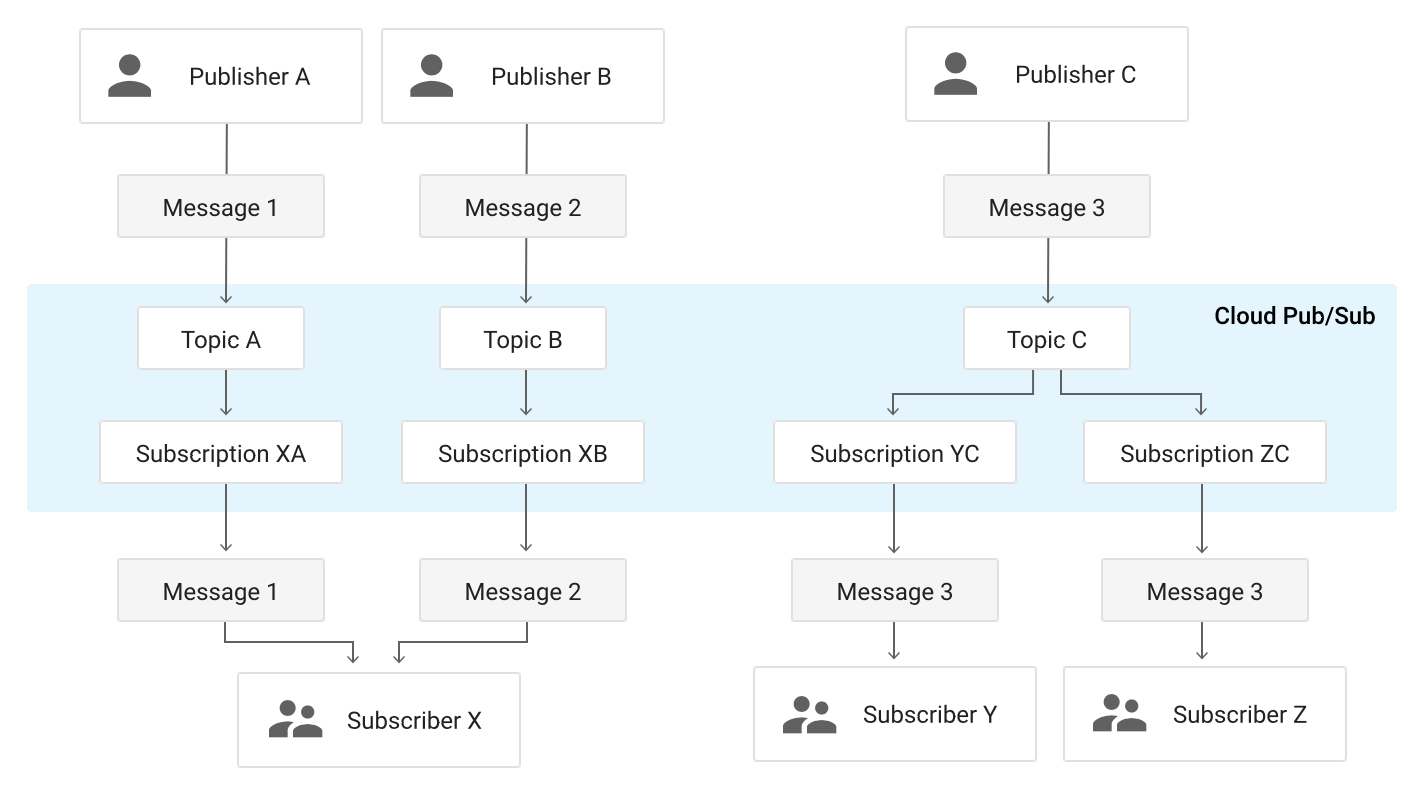 Publisher A
Publisher B
Publisher C
Message 1
Message 2
Message 3
Cloud Pub/Sub
Topic A
Topic B
Topic C
Subscription XA
Subscription XB
Subscription YC
Subscription ZC
Message 1
Message 2
Message 3
Message 3
Subscriber X
Subscriber Y
Subscriber Z